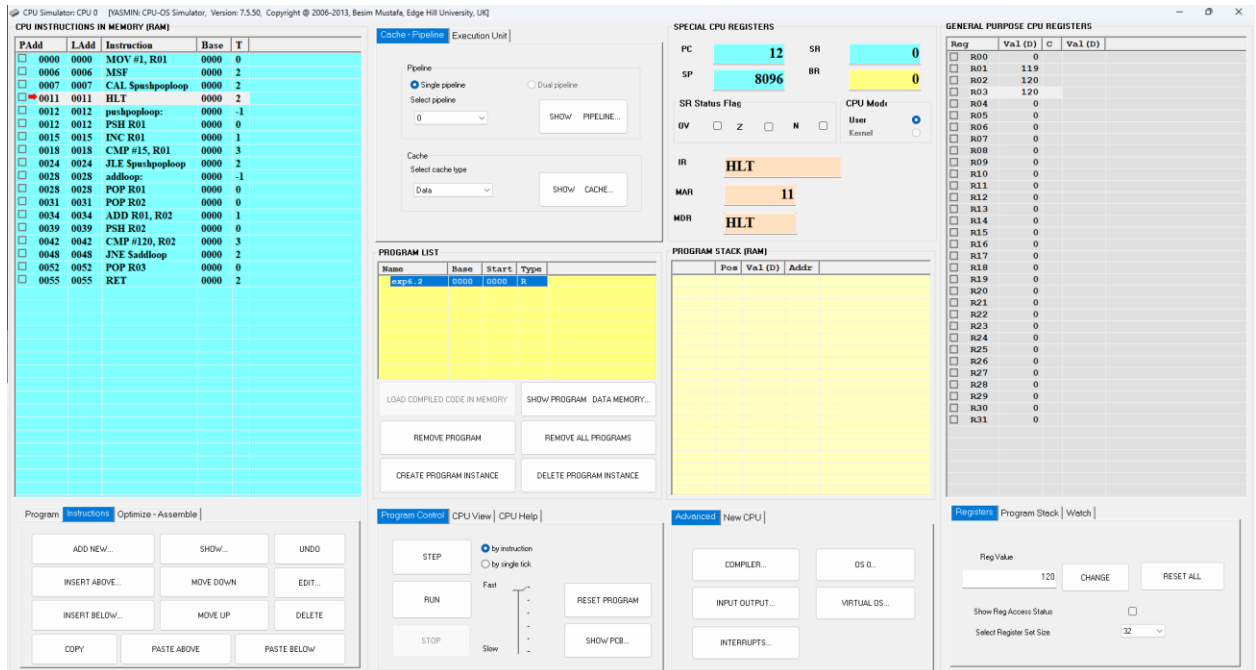 CPU Simulator: CPU 0 [YASMIN: CPU-OS Simulator, Version: 7.5.50, Copyright @ 2006-2013, Besim Mustafa, Edge Hill University, UK]
CPU INSTRUCTIONS IN MEMORY (RAM)
PAdd LAdd Instruction Base T
0000 0000 MOV #1, R01 0000 0
0006 0006 MSF 0000 2
0007 0007 CAL $pushpoploop 0000 2
0011 0011 HLT 0000 2
0012 0012 pushpoploop: 0000 -1
0012 0012 PSH R01 0000 0
0015 0015 INC R01 0000 1
0018 0018 CMP #15, R01 0000 3
0024 0024 JLE $pushpoploop 0000 2
0028 0028 addloop: 0000 -1
0028 0028 POP R01 0000 0
0031 0031 POP R02 0000 0
0034 0034 ADD R01, R02 0000 1
0039 0039 PSH R02 0000 0
0042 0042 CMP #120, R02 0000 3
0048 0048 JNE $addloop 0000 2
0052 0052 POP R03 0000 0
0055 0055 RET 0000 2
Program Instructions Optimize - Assemble
ADD NEW... SHOW... UNDO
INSERT ABOVE... MOVE DOWN EDIT...
INSERT BELOW... MOVE UP DELETE
COPY PASTE ABOVE PASTE BELOW
Cache - Pipeline Execution Unit
Pipeline
Single pipeline Dual pipeline
Select pipeline
0 SHOW PIPELINE...
Cache
Select cache type
Data SHOW CACHE...
PROGRAM LIST
Name Base Start Type
exp6.2 0000 0000 R
LOAD COMPILED CODE IN MEMORY SHOW PROGRAM DATA MEMORY...
REMOVE PROGRAM REMOVE ALL PROGRAMS
CREATE PROGRAM INSTANCE DELETE PROGRAM INSTANCE
Program Control CPU View CPU Help
STEP by instruction
by single tick
Fast
RUN RESET PROGRAM
STOP Slow SHOW PCB...
SPECIAL CPU REGISTERS
PC 12 SR 0
SP 8096 BR 0
SR Status Flag CPU Mode
OV Z N User
Kernel
IR HLT
MAR 11
MDR HLT
PROGRAM STACK (RAM)
Pos Val (D) Addr
Advanced New CPU
COMPILER... OS 0...
INPUT OUTPUT... VIRTUAL OS...
INTERRUPTS...
GENERAL PURPOSE CPU REGISTERS
Reg Val (D) C Val (D)
R00 0
R01 119
R02 120
R03 120
R04 0
R05 0
R06 0
R07 0
R08 0
R09 0
R10 0
R11 0
R12 0
R13 0
R14 0
R15 0
R16 0
R17 0
R18 0
R19 0
R20 0
R21 0
R22 0
R23 0
R24 0
R25 0
R26 0
R27 0
R28 0
R29 0
R30 0
R31 0
Registers Program Stack Watch
Reg Value
120 CHANGE RESET ALL
Show Reg Access Status
Select Register Set Size 32